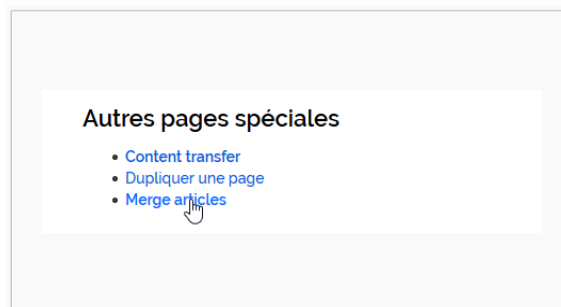 Autres pages spéciales
Content transfer
Dupliquer une page
Merge articles